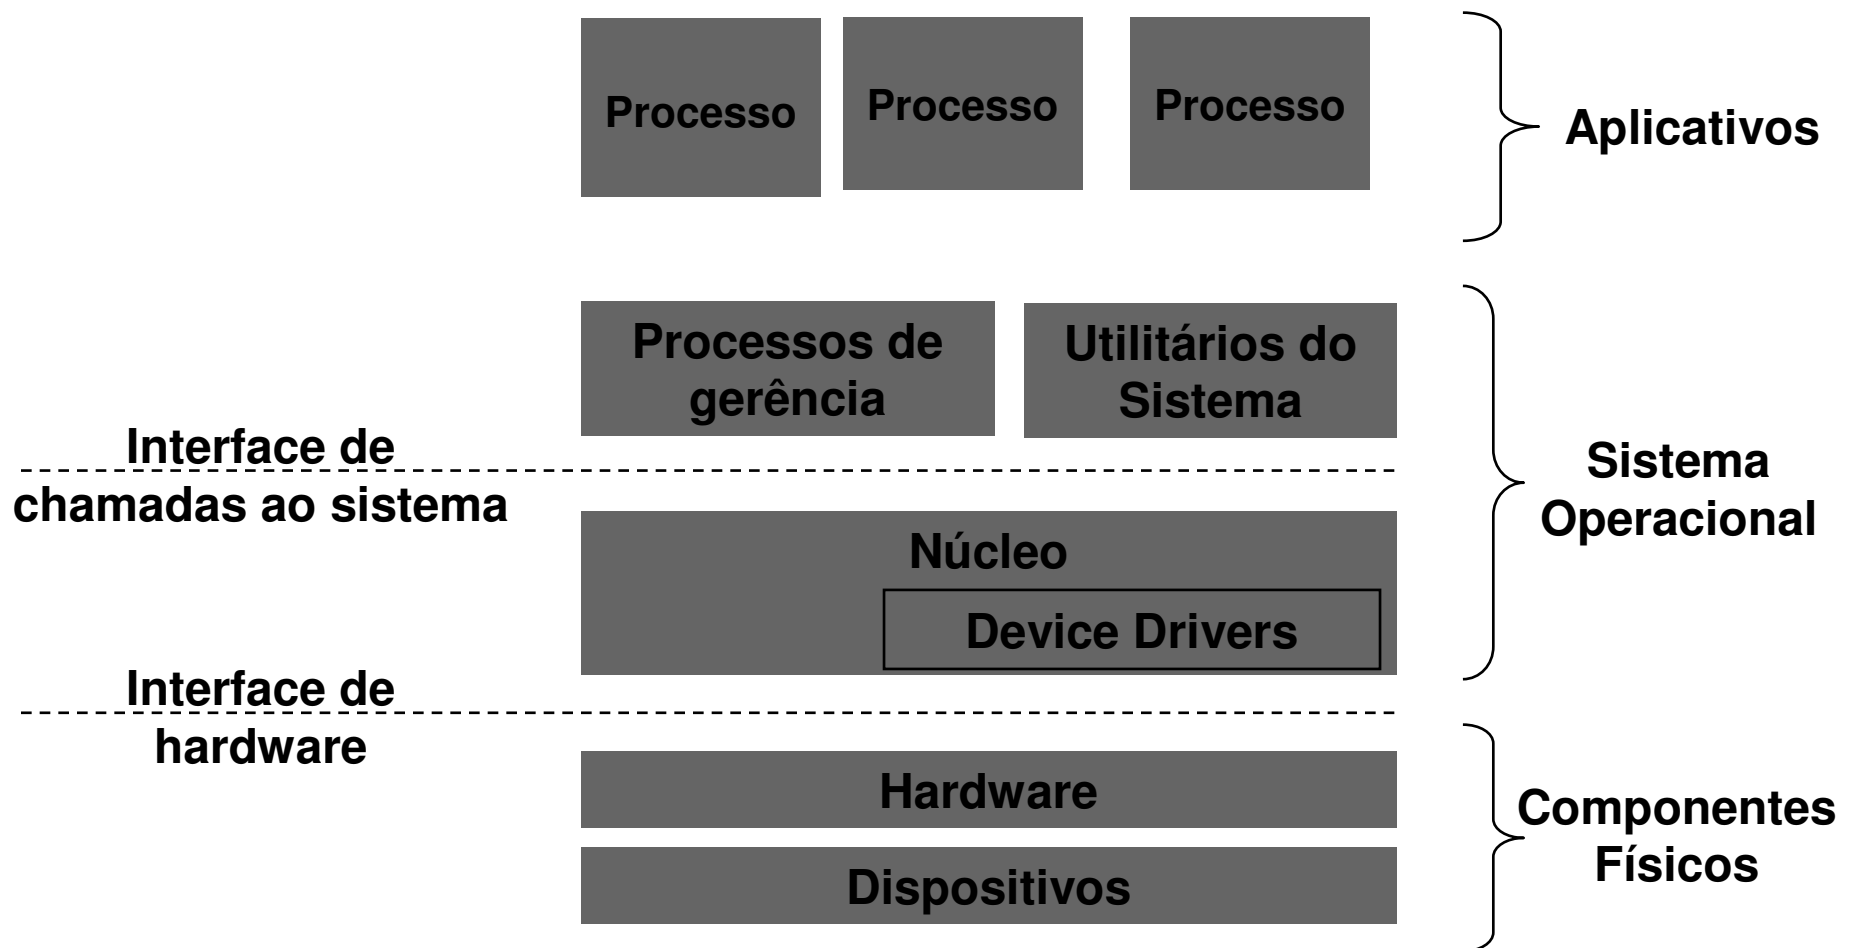 Processo
Processo
Processo
Aplicativos
Processos de
gerência
Utilitários do
Sistema
Interface de
chamadas ao sistema
Sistema
Operacional
Núcleo
Device Drivers
Interface de
hardware
Hardware
Componentes
Físicos
Dispositivos